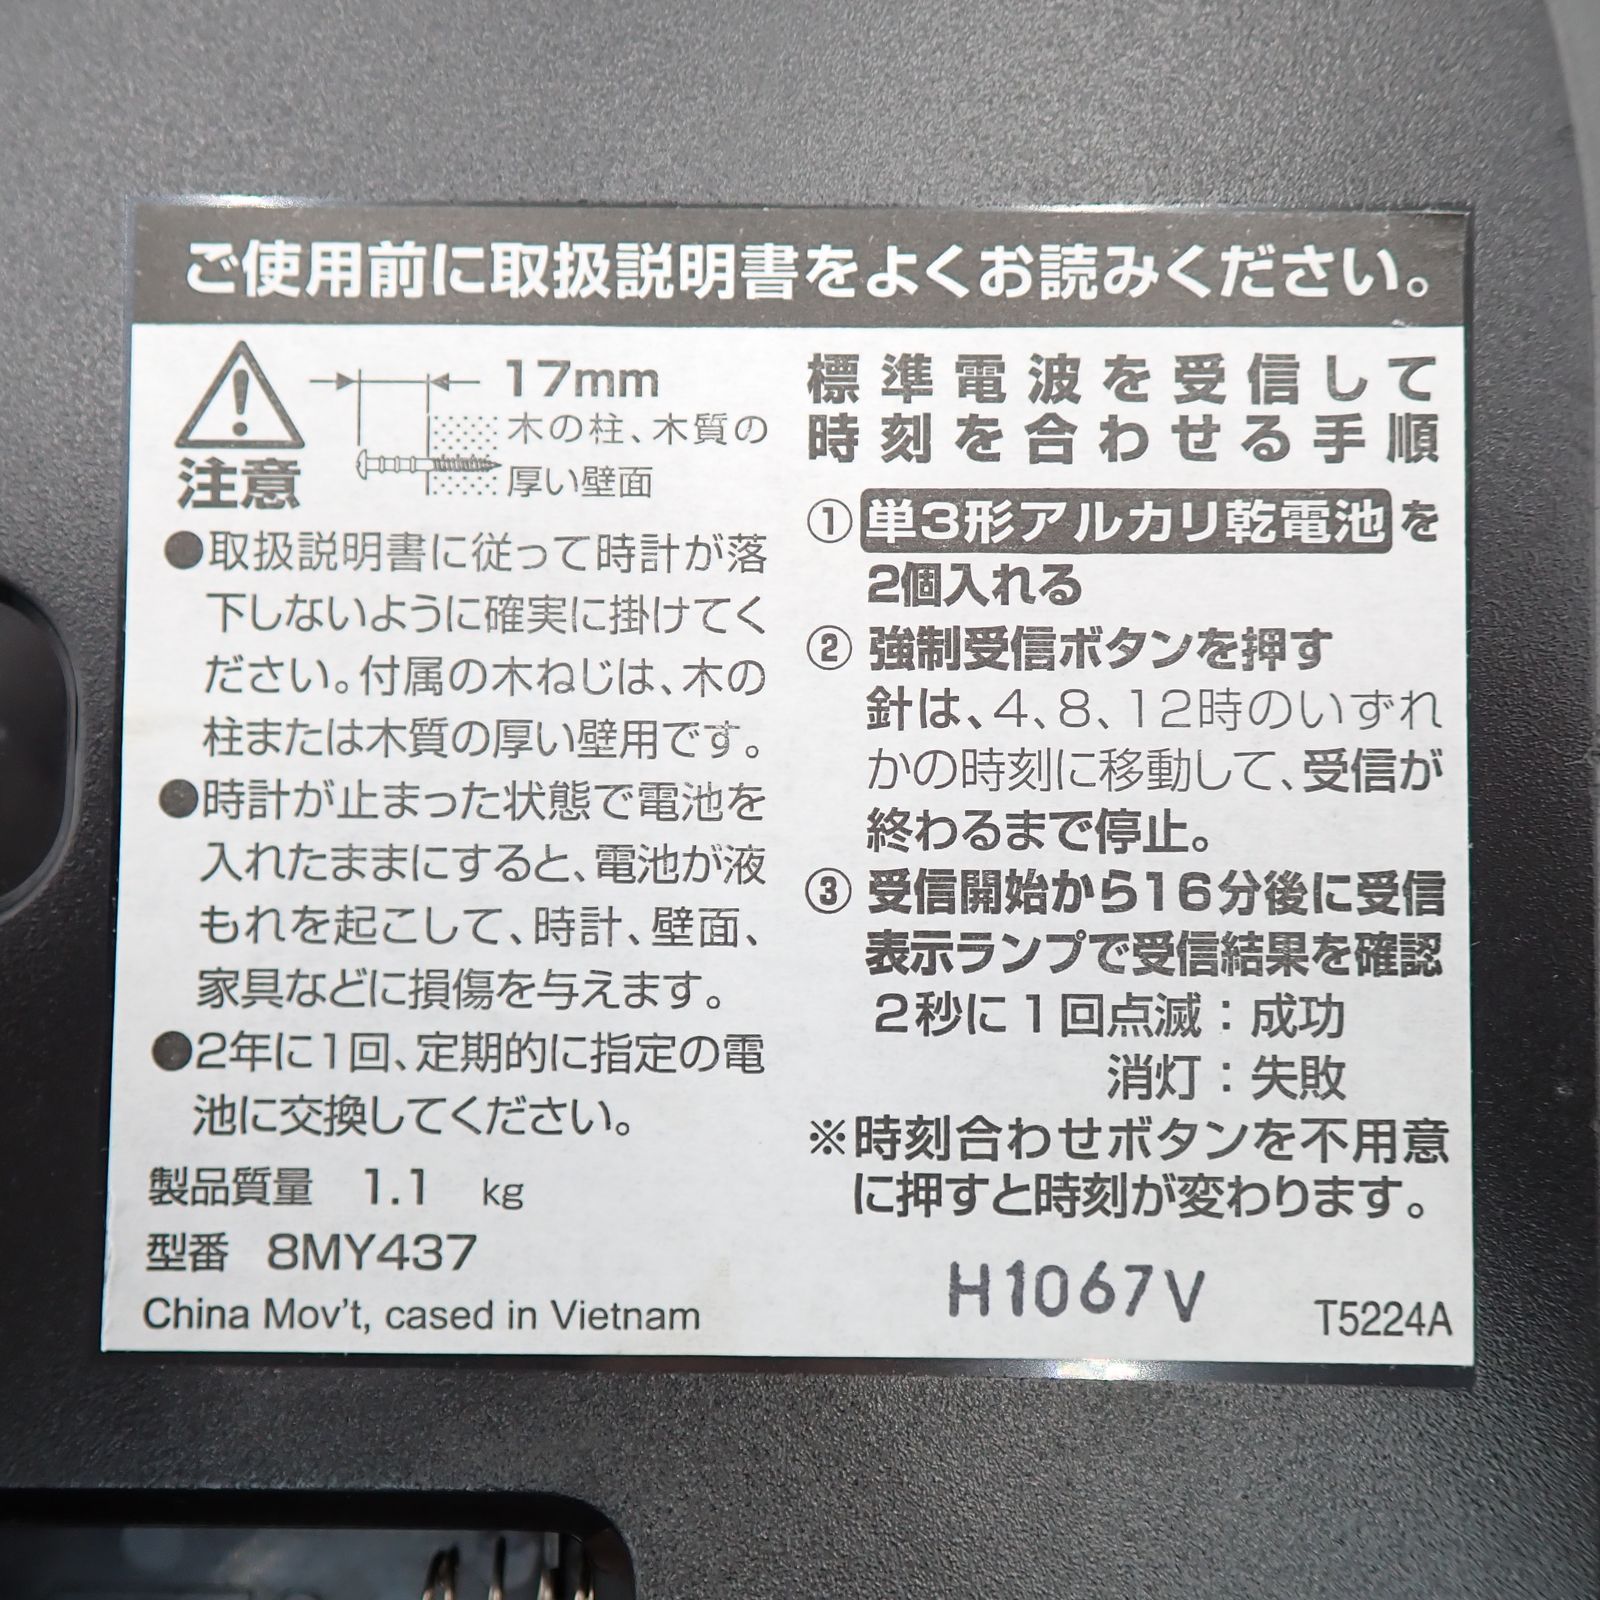 ご使用前に取扱説明書をよくお読みください。
注意
17mm
木の柱、木質の
厚い壁面
●取扱説明書に従って時計が落
下しないように確実に掛けてく
ださい。付属の木ねじは、木の
柱または木質の厚い壁用です。
●時計が止まった状態で電池を
入れたままにすると、電池が液
もれを起こして、時計、壁面、
家具などに損傷を与えます。
●2年に1回、定期的に指定の電
池に交換してください。
製品質量 1.1 kg
型番 8MY437
China Mov't, cased in Vietnam
標準電波を受信して
時刻を合わせる手順
① 単3形アルカリ乾電池を
2個入れる
② 強制受信ボタンを押す
針は、4、8、12時のいずれ
かの時刻に移動して、受信が
終わるまで停止。
③ 受信開始から16分後に受信
表示ランプで受信結果を確認
2秒に1回点滅：成功
消灯：失敗
※時刻合わせボタンを不用意
に押すと時刻が変わります。
H1067V
T5224A